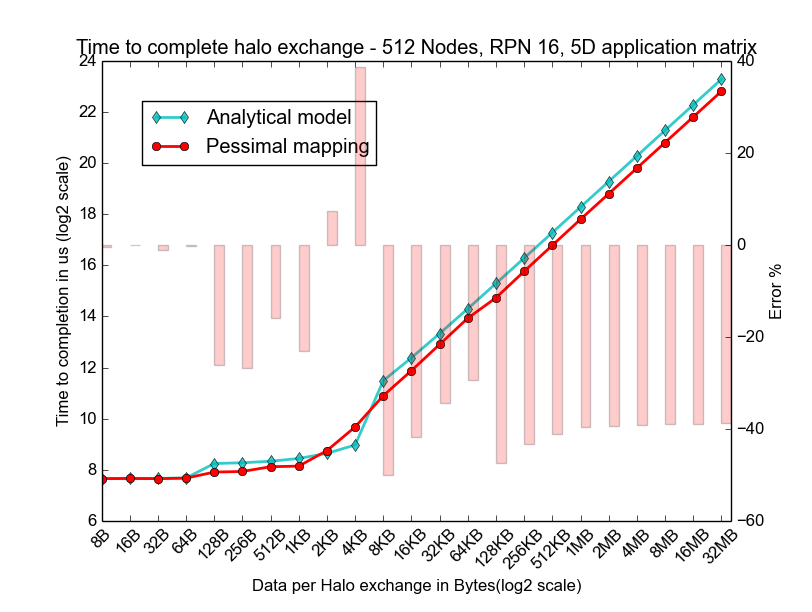 Time to complete halo exchange - 512 Nodes, RPN 16, 5D application matrix
Analytical model
Pessimal mapping
Time to completion in us (log2 scale)
24
22
20
18
16
14
12
10
8
6
40
20
0
−20
−40
−60
Error %
8B
16B
32B
64B
128B
256B
512B
1KB
2KB
4KB
8KB
16KB
32KB
64KB
128KB
256KB
512KB
1MB
2MB
4MB
8MB
16MB
32MB
Data per Halo exchange in Bytes(log2 scale)